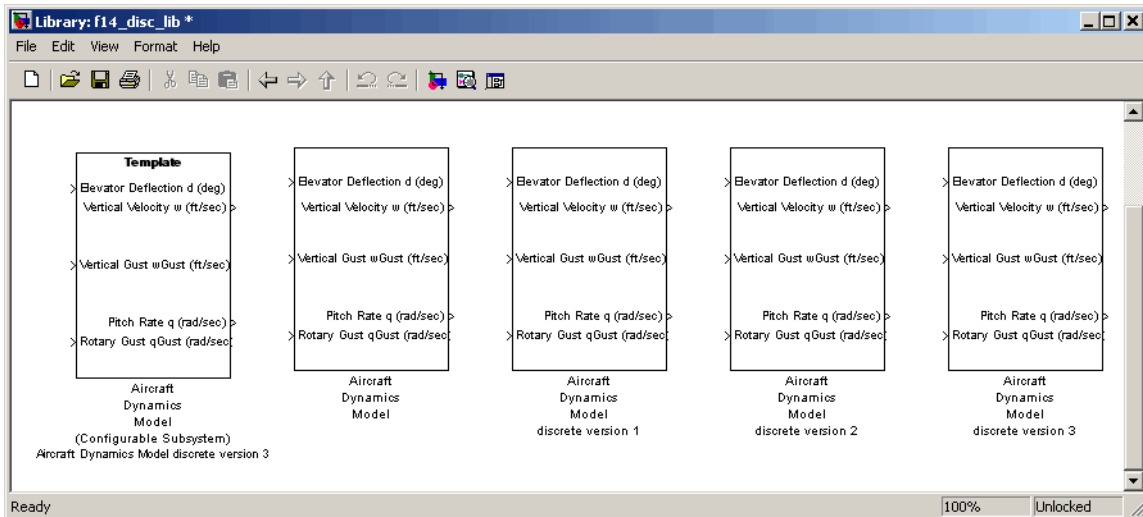 Library: f14_disc_lib *
File Edit View Format Help
Template
Elevator Deflection d (deg)
Vertical Velocity w (ft/sec)
Vertical Gust wGust (ft/sec)
Pitch Rate q (rad/sec)
Rotary Gust qGust (rad/sec
Aircraft
Dynamics
Model
(Configurable Subsystem)
Aircraft Dynamics Model discrete version 3
Elevator Deflection d (deg)
Vertical Velocity w (ft/sec)
Vertical Gust wGust (ft/sec)
Pitch Rate q (rad/sec)
Rotary Gust qGust (rad/sec
Aircraft
Dynamics
Model
Elevator Deflection d (deg)
Vertical Velocity w (ft/sec)
Vertical Gust wGust (ft/sec)
Pitch Rate q (rad/sec)
Rotary Gust qGust (rad/sec
Aircraft
Dynamics
Model
discrete version 1
Elevator Deflection d (deg)
Vertical Velocity w (ft/sec)
Vertical Gust wGust (ft/sec)
Pitch Rate q (rad/sec)
Rotary Gust qGust (rad/sec
Aircraft
Dynamics
Model
discrete version 2
Elevator Deflection d (deg)
Vertical Velocity w (ft/sec)
Vertical Gust wGust (ft/sec)
Pitch Rate q (rad/sec)
Rotary Gust qGust (rad/sec
Aircraft
Dynamics
Model
discrete version 3
Ready
100%
Unlocked